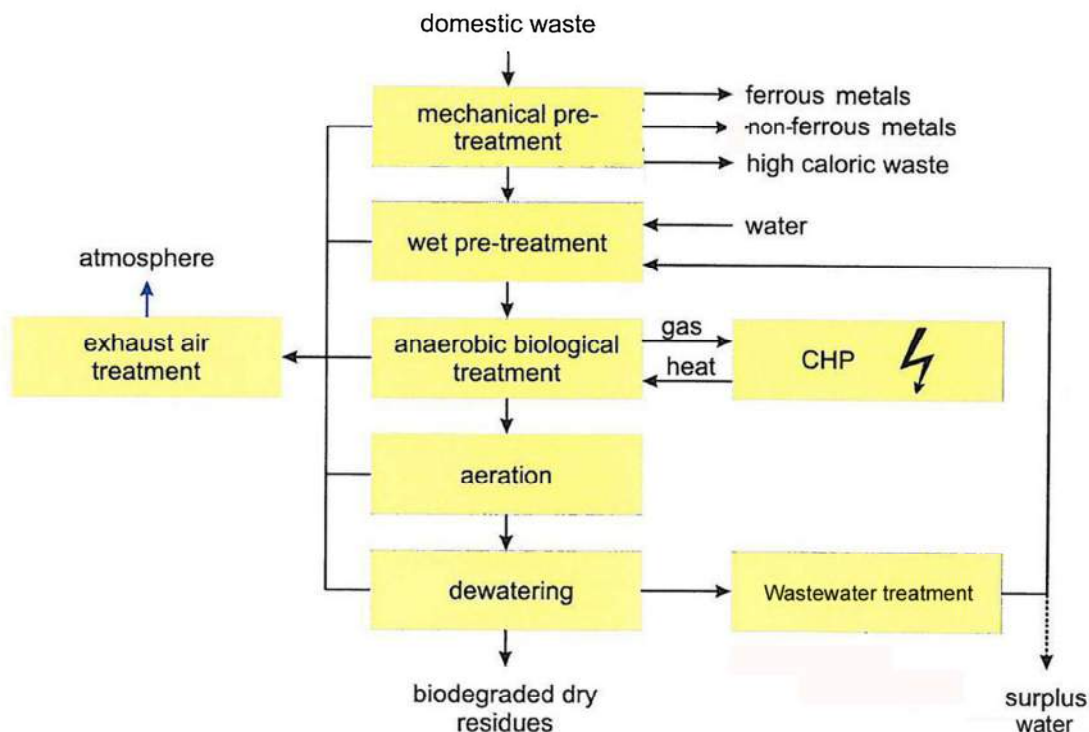 domestic waste
mechanical pre-
treatment
ferrous metals
non-ferrous metals
high caloric waste
wet pre-treatment
water
atmosphere
exhaust air
treatment
anaerobic biological
treatment
gas
heat
CHP
aeration
dewatering
Wastewater treatment
biodegraded dry
residues
surplus
water